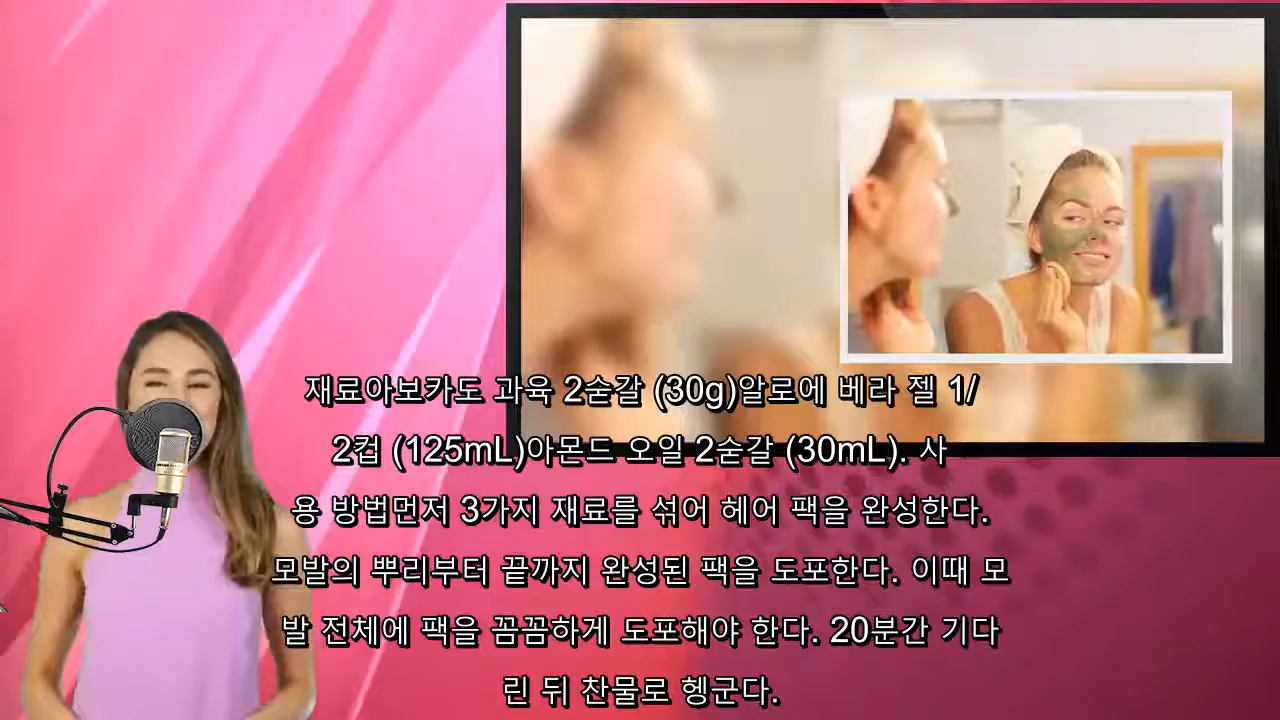 재료아보카도 과육 2숟갈 (30g)알로에 베라 젤 1/
2컵 (125mL)아몬드 오일 2숟갈 (30mL). 사
용 방법먼저 3가지 재료를 섞어 헤어 팩을 완성한다.
모발의 뿌리부터 끝까지 완성된 팩을 도포한다. 이때 모
발 전체에 팩을 꼼꼼하게 도포해야 한다. 20분간 기다
린 뒤 찬물로 헹군다.